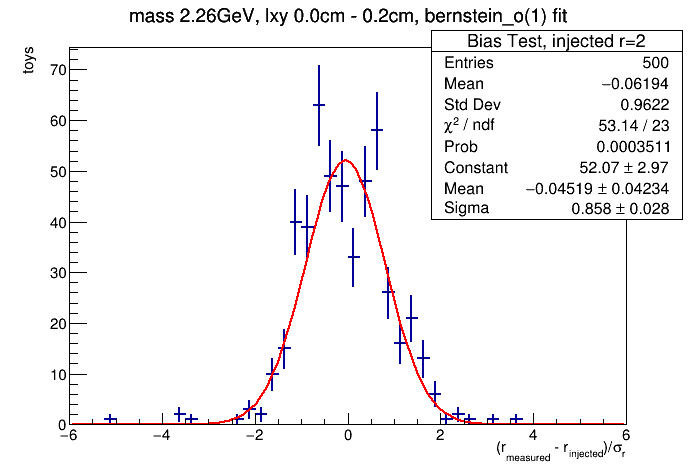 mass 2.26GeV, lxy 0.0cm - 0.2cm, bernstein_o(1) fit
Bias Test, injected r=2
Entries 500
Mean −0.06194
Std Dev 0.9622
χ² / ndf 53.14 / 23
Prob 0.0003511
Constant 52.07 ± 2.97
Mean −0.04519 ± 0.04234
Sigma 0.858 ± 0.028
toys
70
60
50
40
30
20
10
0
−6 −4 −2 0 2 4 6
(r_measured - r_injected)/σ_r